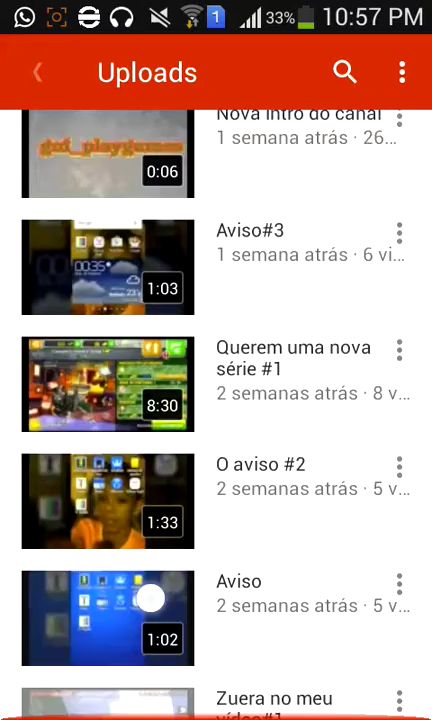 33% 10:57 PM
Uploads
Nova intro do canal
1 semana atrás · 26...
0:06
Aviso#3
1 semana atrás · 6 vi...
00:35
1:03
Querem uma nova
série #1
2 semanas atrás · 8 v...
8:30
O aviso #2
2 semanas atrás · 5 v...
1:33
Aviso
2 semanas atrás · 5 v...
1:02
Zuera no meu
vídeo#1